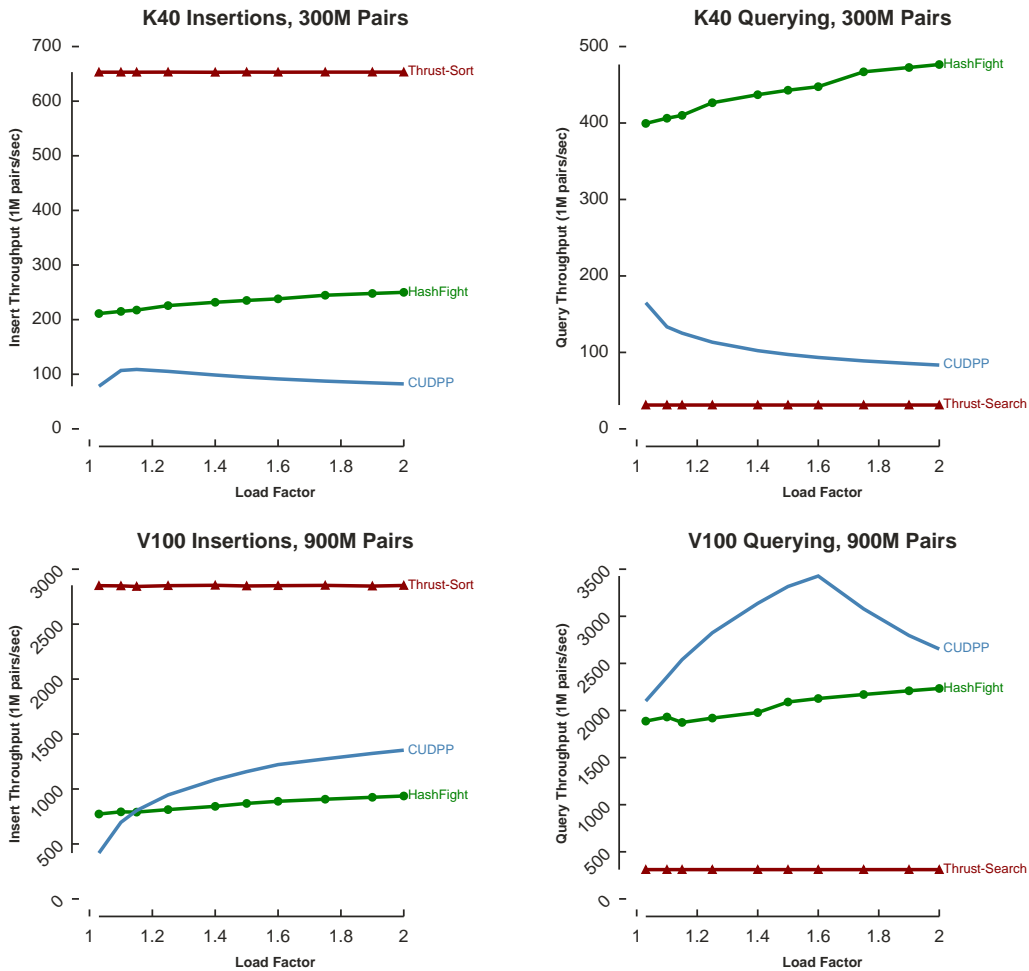 K40 Insertions, 300M Pairs
Insert Throughput (1M pairs/sec)
700
600
500
400
300
200
100
0
Thrust-Sort
HashFight
CUDPP
1 1.2 1.4 1.6 1.8 2
Load Factor
K40 Querying, 300M Pairs
Query Throughput (1M pairs/sec)
500
400
300
200
100
0
HashFight
CUDPP
Thrust-Search
1 1.2 1.4 1.6 1.8 2
Load Factor
V100 Insertions, 900M Pairs
Insert Throughput (1M pairs/sec)
3000
2500
2000
1500
1000
500
0
Thrust-Sort
CUDPP
HashFight
1 1.2 1.4 1.6 1.8 2
Load Factor
V100 Querying, 900M Pairs
Query Throughput (1M pairs/sec)
3500
3000
2500
2000
1500
1000
500
0
CUDPP
HashFight
Thrust-Search
1 1.2 1.4 1.6 1.8 2
Load Factor